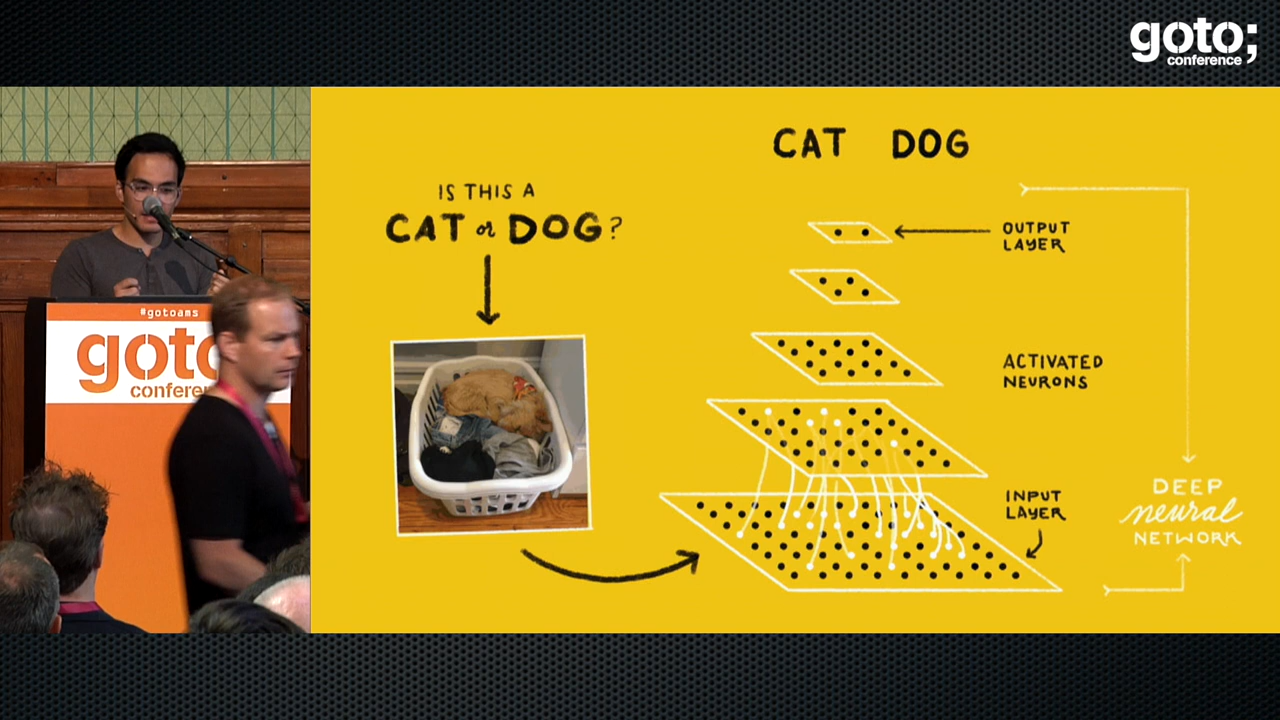 goto;
conference
#gotoams
goto
conferen
IS THIS A
CAT or DOG?
CAT DOG
OUTPUT
LAYER
ACTIVATED
NEURONS
INPUT
LAYER
DEEP
neural
NETWORK